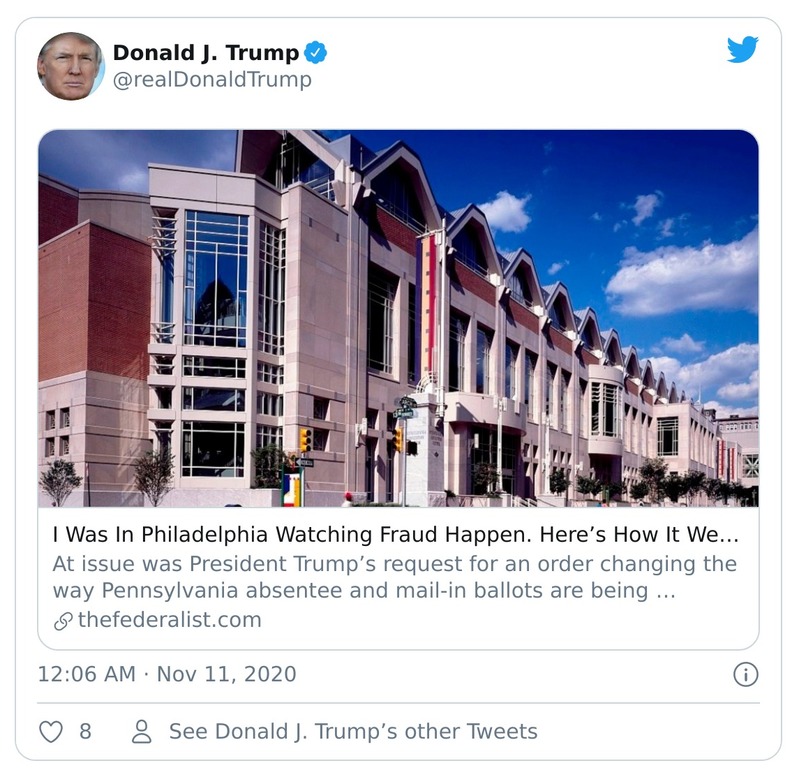 Donald J. Trump
@realDonaldTrump
I Was In Philadelphia Watching Fraud Happen. Here’s How It We...
At issue was President Trump’s request for an order changing the
way Pennsylvania absentee and mail-in ballots are being ...
thefederalist.com
12:06 AM · Nov 11, 2020
8 See Donald J. Trump’s other Tweets